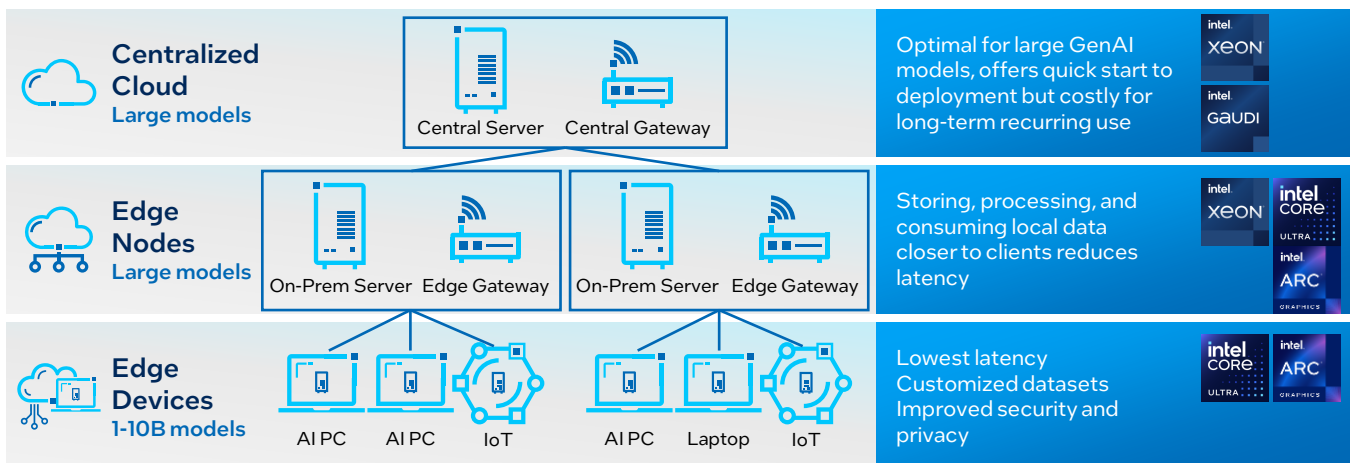 Centralized
Cloud
Large models
Central Server
Central Gateway
Optimal for large GenAI
models, offers quick start to
deployment but costly for
long-term recurring use
intel.
xeon
intel.
GAUDI
Edge
Nodes
Large models
On-Prem Server
Edge Gateway
On-Prem Server
Edge Gateway
Storing, processing, and
consuming local data
closer to clients reduces
latency
intel.
xeon
intel
CORE
ULTRA
intel.
ARC
GRAPHICS
Edge
Devices
1-10B models
AI PC
AI PC
IoT
AI PC
Laptop
IoT
Lowest latency
Customized datasets
Improved security and
privacy
intel
CORE
ULTRA
intel.
ARC
GRAPHICS